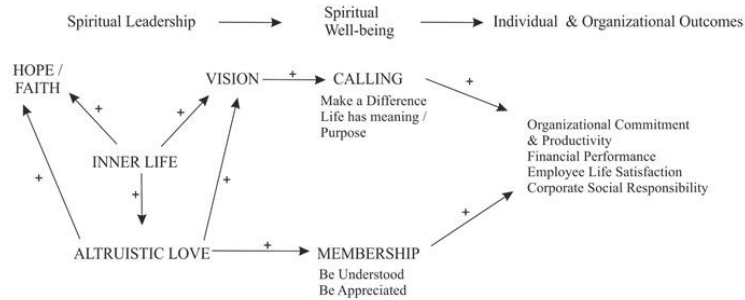 Spiritual Leadership
Spiritual
Well-being
Individual & Organizational Outcomes
HOPE /
FAITH
VISION
+
CALLING
+
Make a Difference
Life has meaning /
Purpose
+
+
INNER LIFE
Organizational Commitment
& Productivity
Financial Performance
Employee Life Satisfaction
Corporate Social Responsibility
+
+
+
ALTRUISTIC LOVE
+
MEMBERSHIP
+
Be Understood
Be Appreciated